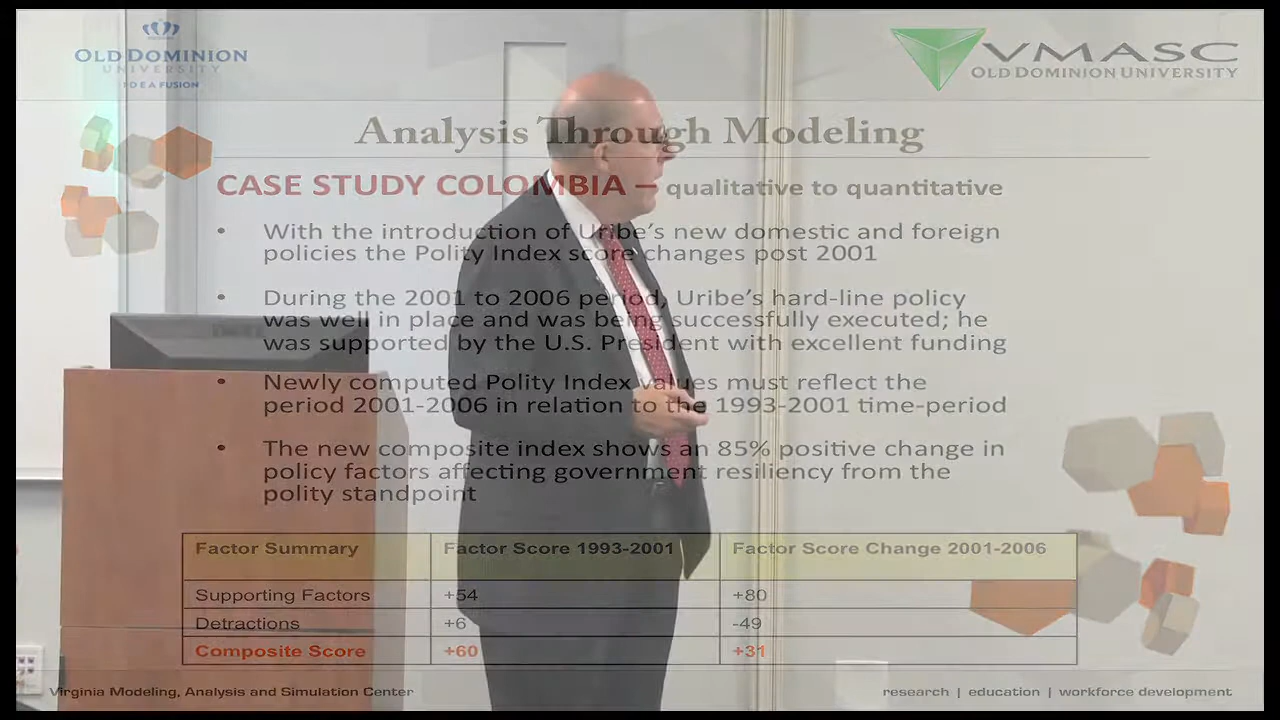 OLD DOMINION
UNIVERSITY
IDEA FUSION
VMASC
OLD DOMINION UNIVERSITY
Analysis Through Modeling
CASE STUDY COLOMBIA – qualitative to quantitative
• With the introduction of Uribe's new domestic and foreign
policies the Polity Index score changes post 2001
• During the 2001 to 2006 period, Uribe's hard-line policy
was well in place and was being successfully executed; he
was supported by the U.S. President with excellent funding
• Newly computed Polity Index values must reflect the
period 2001-2006 in relation to the 1993-2001 time-period
• The new composite index shows an 85% positive change in
policy factors affecting government resiliency from the
polity standpoint
Factor Summary Factor Score 1993-2001 Factor Score Change 2001-2006
Supporting Factors +54 +80
Detractions +6 -49
Composite Score +60 +31
Virginia Modeling, Analysis and Simulation Center
research | education | workforce development